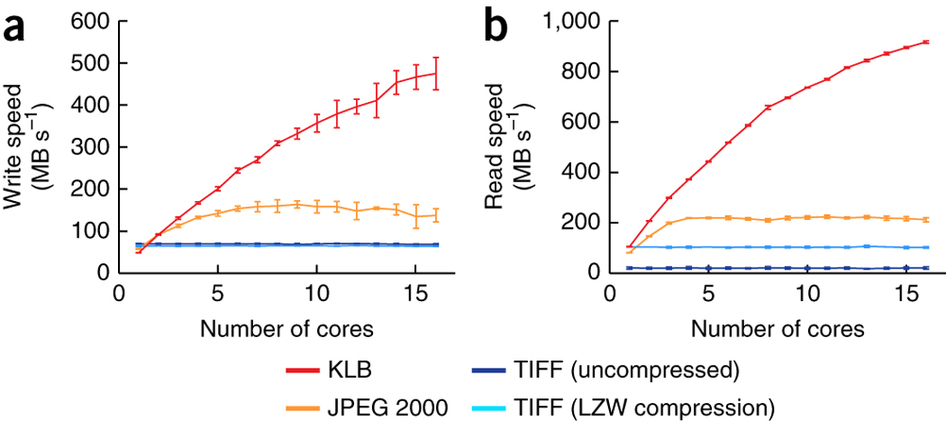 a
600
500
400
300
200
100
0
Write speed
(MB s⁻¹)
0 5 10 15
Number of cores
b
1,000
800
600
400
200
0
Read speed
(MB s⁻¹)
0 5 10 15
Number of cores
KLB
TIFF (uncompressed)
JPEG 2000
TIFF (LZW compression)